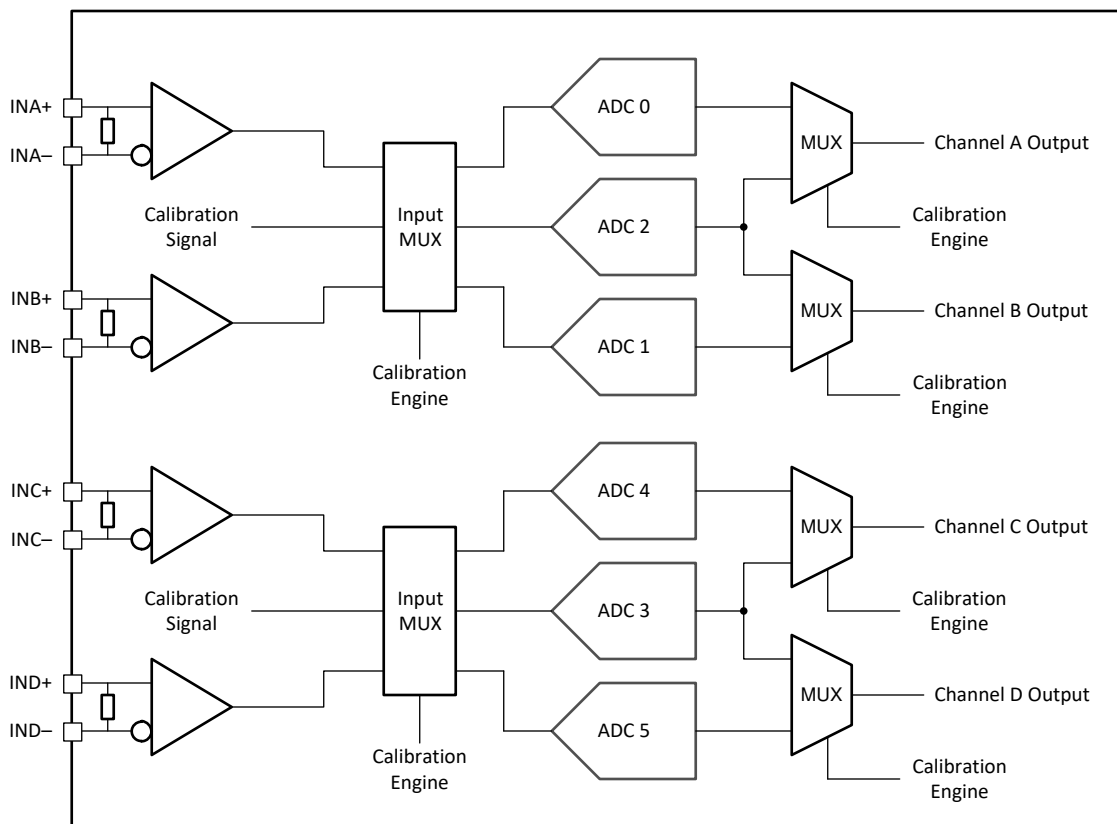 INA+
INA–
Calibration
Signal
INB+
INB–
Input
MUX
Calibration
Engine
ADC 0
ADC 2
ADC 1
MUX
Channel A Output
Calibration
Engine
MUX
Channel B Output
Calibration
Engine
INC+
INC–
Calibration
Signal
IND+
IND–
Input
MUX
Calibration
Engine
ADC 4
ADC 3
ADC 5
MUX
Channel C Output
Calibration
Engine
MUX
Channel D Output
Calibration
Engine